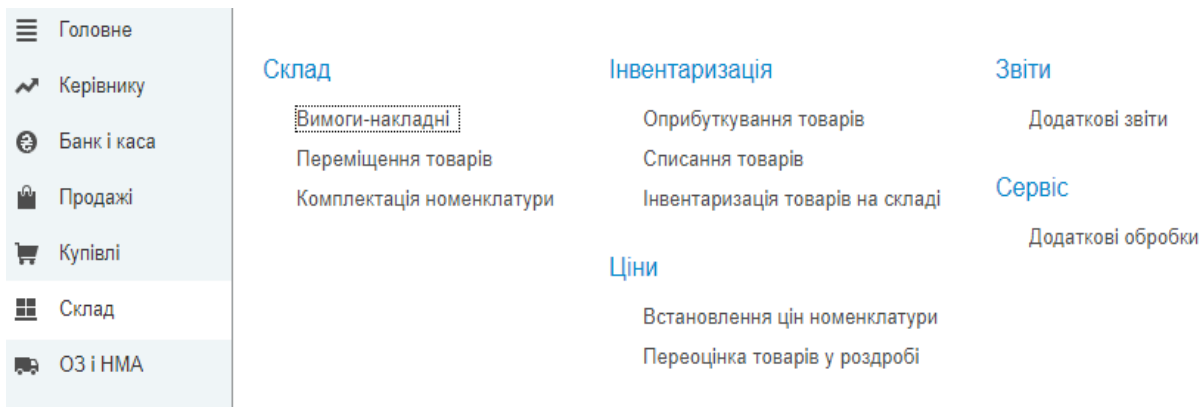 Головне
Керівнику
Банк і каса
Продажі
Купівлі
Склад
ОЗ і НМА
Склад
Вимоги-накладні
Переміщення товарів
Комплектація номенклатури
Інвентаризація
Оприбуткування товарів
Списання товарів
Інвентаризація товарів на складі
Ціни
Встановлення цін номенклатури
Переоцінка товарів у роздробі
Звіти
Додаткові звіти
Сервіс
Додаткові обробки